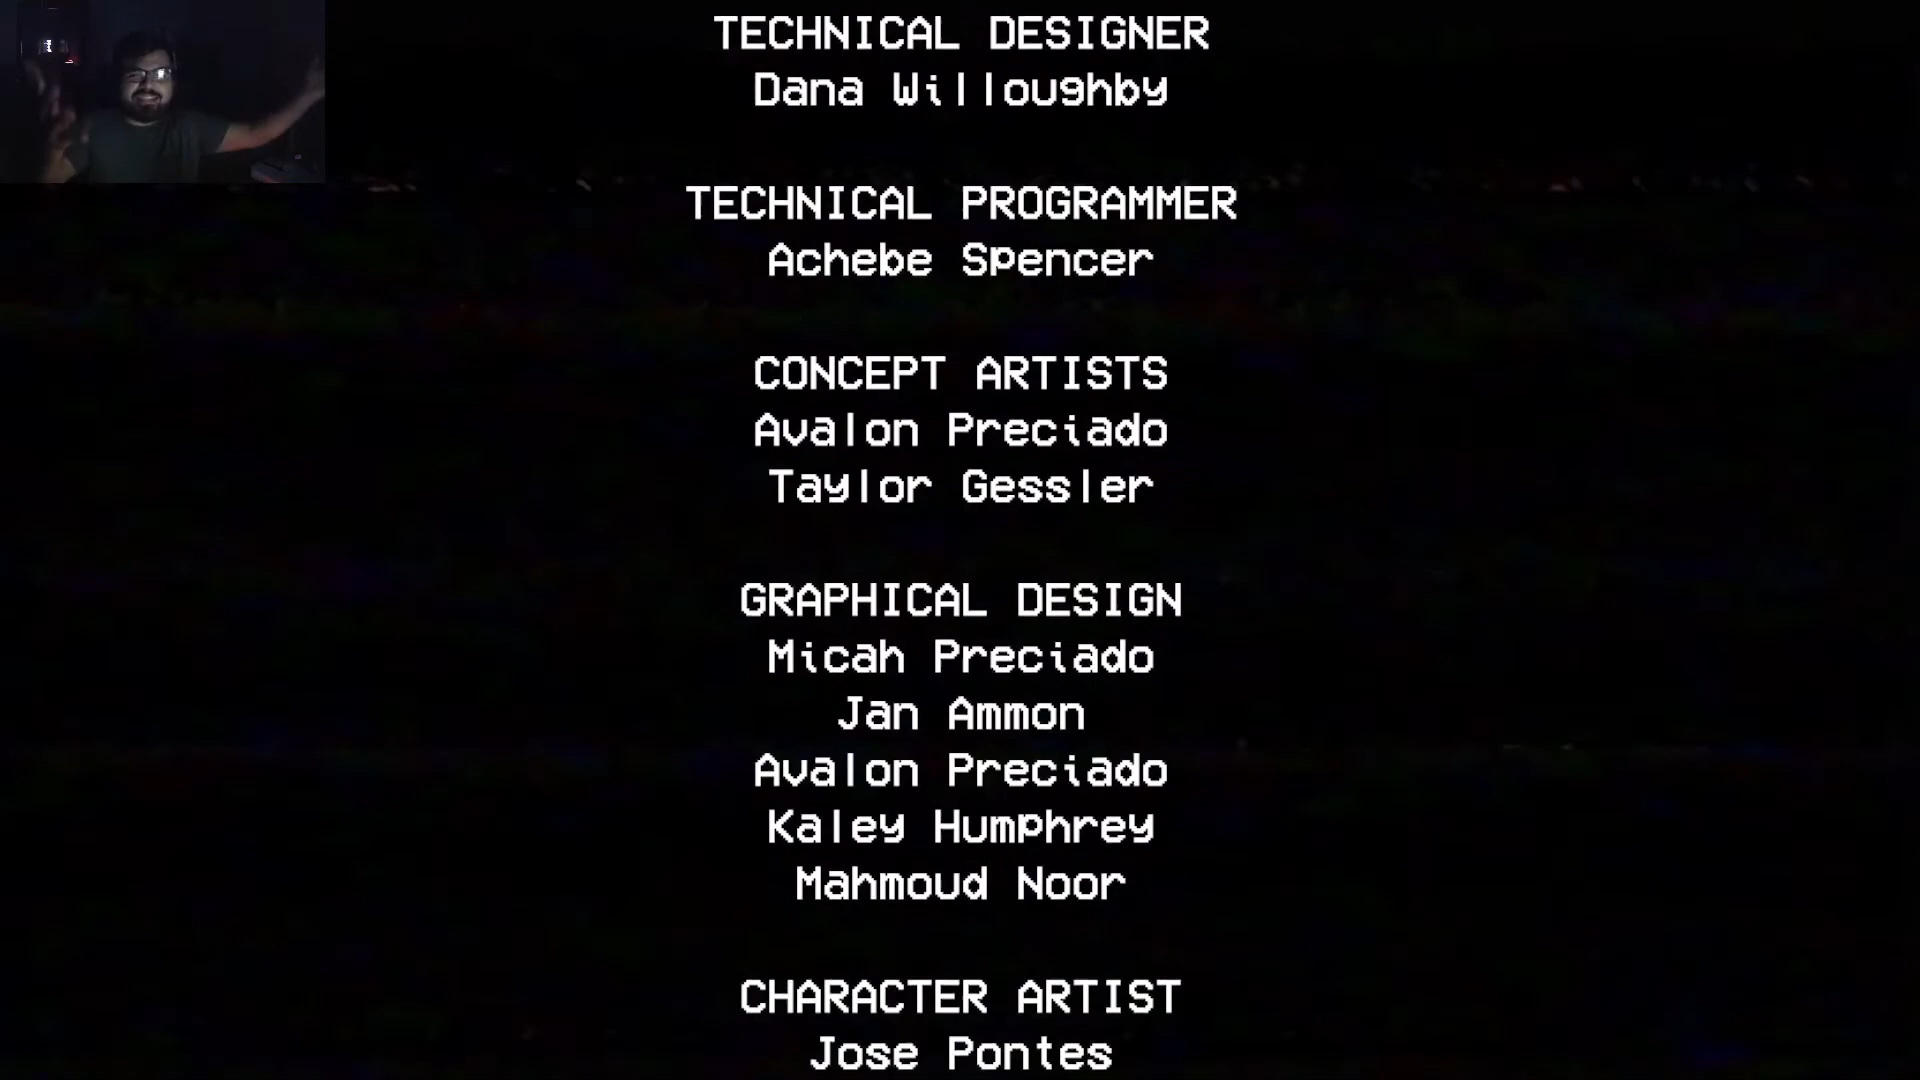 TECHNICAL DESIGNER
Dana Willoughby
TECHNICAL PROGRAMMER
Achebe Spencer
CONCEPT ARTISTS
Avalon Preciado
Taylor Gessler
GRAPHICAL DESIGN
Micah Preciado
Jan Ammon
Avalon Preciado
Kaley Humphrey
Mahmoud Noor
CHARACTER ARTIST
Jose Pontes